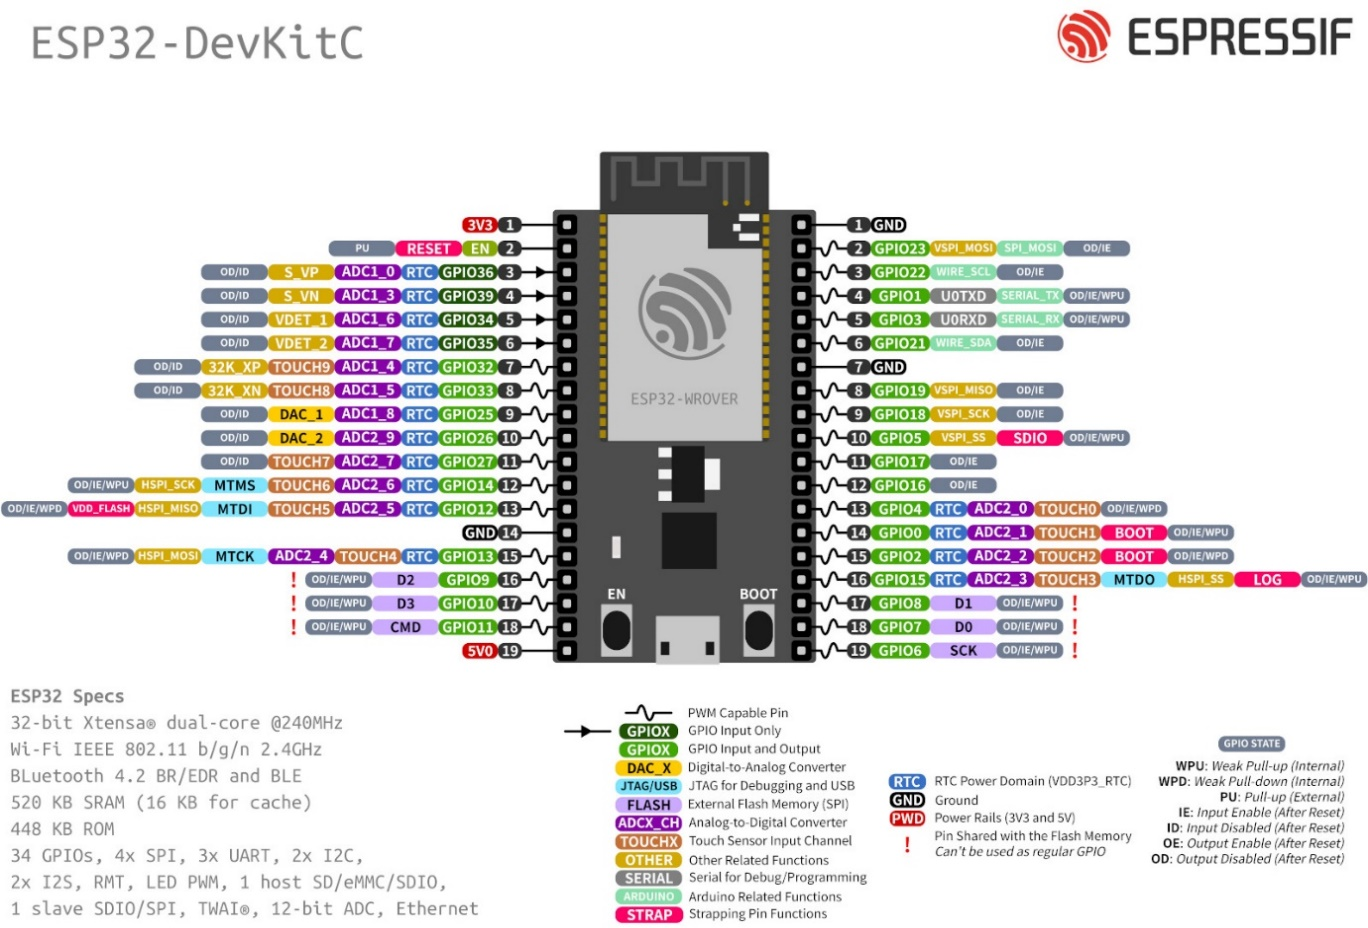 ESP32-DevKitC
ESPRESSIF
3V3 1
PU RESET EN 2
OD/ID S_VP ADC1_0 RTC GPIO36 3
OD/ID S_VN ADC1_3 RTC GPIO39 4
OD/ID VDET_1 ADC1_6 RTC GPIO34 5
OD/ID VDET_2 ADC1_7 RTC GPIO35 6
OD/ID 32K_XP TOUCH9 ADC1_4 RTC GPIO32 7
OD/ID 32K_XN TOUCH8 ADC1_5 RTC GPIO33 8
OD/ID DAC_1 ADC1_8 RTC GPIO25 9
OD/ID DAC_2 ADC2_9 RTC GPIO26 10
OD/ID TOUCH7 ADC2_7 RTC GPIO27 11
OD/IE/WPU HSPI_SCK MTMS TOUCH6 ADC2_6 RTC GPIO14 12
OD/IE/WPD VDD_FLASH HSPI_MISO MTDI TOUCH5 ADC2_5 RTC GPIO12 13
GND 14
OD/IE/WPD HSPI_MOSI MTCK ADC2_4 TOUCH4 RTC GPIO13 15
! OD/IE/WPU D2 GPIO9 16
! OD/IE/WPU D3 GPIO10 17
! OD/IE/WPU CMD GPIO11 18
5V0 19
ESP32-WROVER
EN BOOT
1 GND
2 GPIO23 VSPI_MOSI SPI_MOSI OD/IE
3 GPIO22 WIRE_SCL OD/IE
4 GPIO1 U0TXD SERIAL_TX OD/IE/WPU
5 GPIO3 U0RXD SERIAL_RX OD/IE/WPU
6 GPIO21 WIRE_SDA OD/IE
7 GND
8 GPIO19 VSPI_MISO OD/IE
9 GPIO18 VSPI_SCK OD/IE
10 GPIO5 VSPI_SS SDIO OD/IE/WPU
11 GPIO17 OD/IE
12 GPIO16 OD/IE
13 GPIO4 RTC ADC2_0 TOUCH0 OD/IE/WPD
14 GPIO0 RTC ADC2_1 TOUCH1 BOOT OD/IE/WPU
15 GPIO2 RTC ADC2_2 TOUCH2 BOOT OD/IE/WPD
16 GPIO15 RTC ADC2_3 TOUCH3 MTDO HSPI_SS LOG OD/IE/WPU
17 GPIO8 D1 OD/IE/WPU !
18 GPIO7 D0 OD/IE/WPU !
19 GPIO6 SCK OD/IE/WPU !
ESP32 Specs
32-bit Xtensa® dual-core @240MHz
Wi-Fi IEEE 802.11 b/g/n 2.4GHz
BLuetooth 4.2 BR/EDR and BLE
520 KB SRAM (16 KB for cache)
448 KB ROM
34 GPIOs, 4x SPI, 3x UART, 2x I2C,
2x I2S, RMT, LED PWM, 1 host SD/eMMC/SDIO,
1 slave SDIO/SPI, TWAI®, 12-bit ADC, Ethernet
PWM Capable Pin
GPIOX GPIO Input Only
GPIOX GPIO Input and Output
DAC_X Digital-to-Analog Converter
JTAG/USB JTAG for Debugging and USB
FLASH External Flash Memory (SPI)
ADCX_CH Analog-to-Digital Converter
TOUCHX Touch Sensor Input Channel
OTHER Other Related Functions
SERIAL Serial for Debug/Programming
ARDUINO Arduino Related Functions
STRAP Strapping Pin Functions
RTC RTC Power Domain (VDD3P3_RTC)
GND Ground
PWD Power Rails (3V3 and 5V)
! Pin Shared with the Flash Memory
Can't be used as regular GPIO
GPIO STATE
WPU: Weak Pull-up (Internal)
WPD: Weak Pull-down (Internal)
PU: Pull-up (External)
IE: Input Enable (After Reset)
ID: Input Disabled (After Reset)
OE: Output Enable (After Reset)
OD: Output Disabled (After Reset)